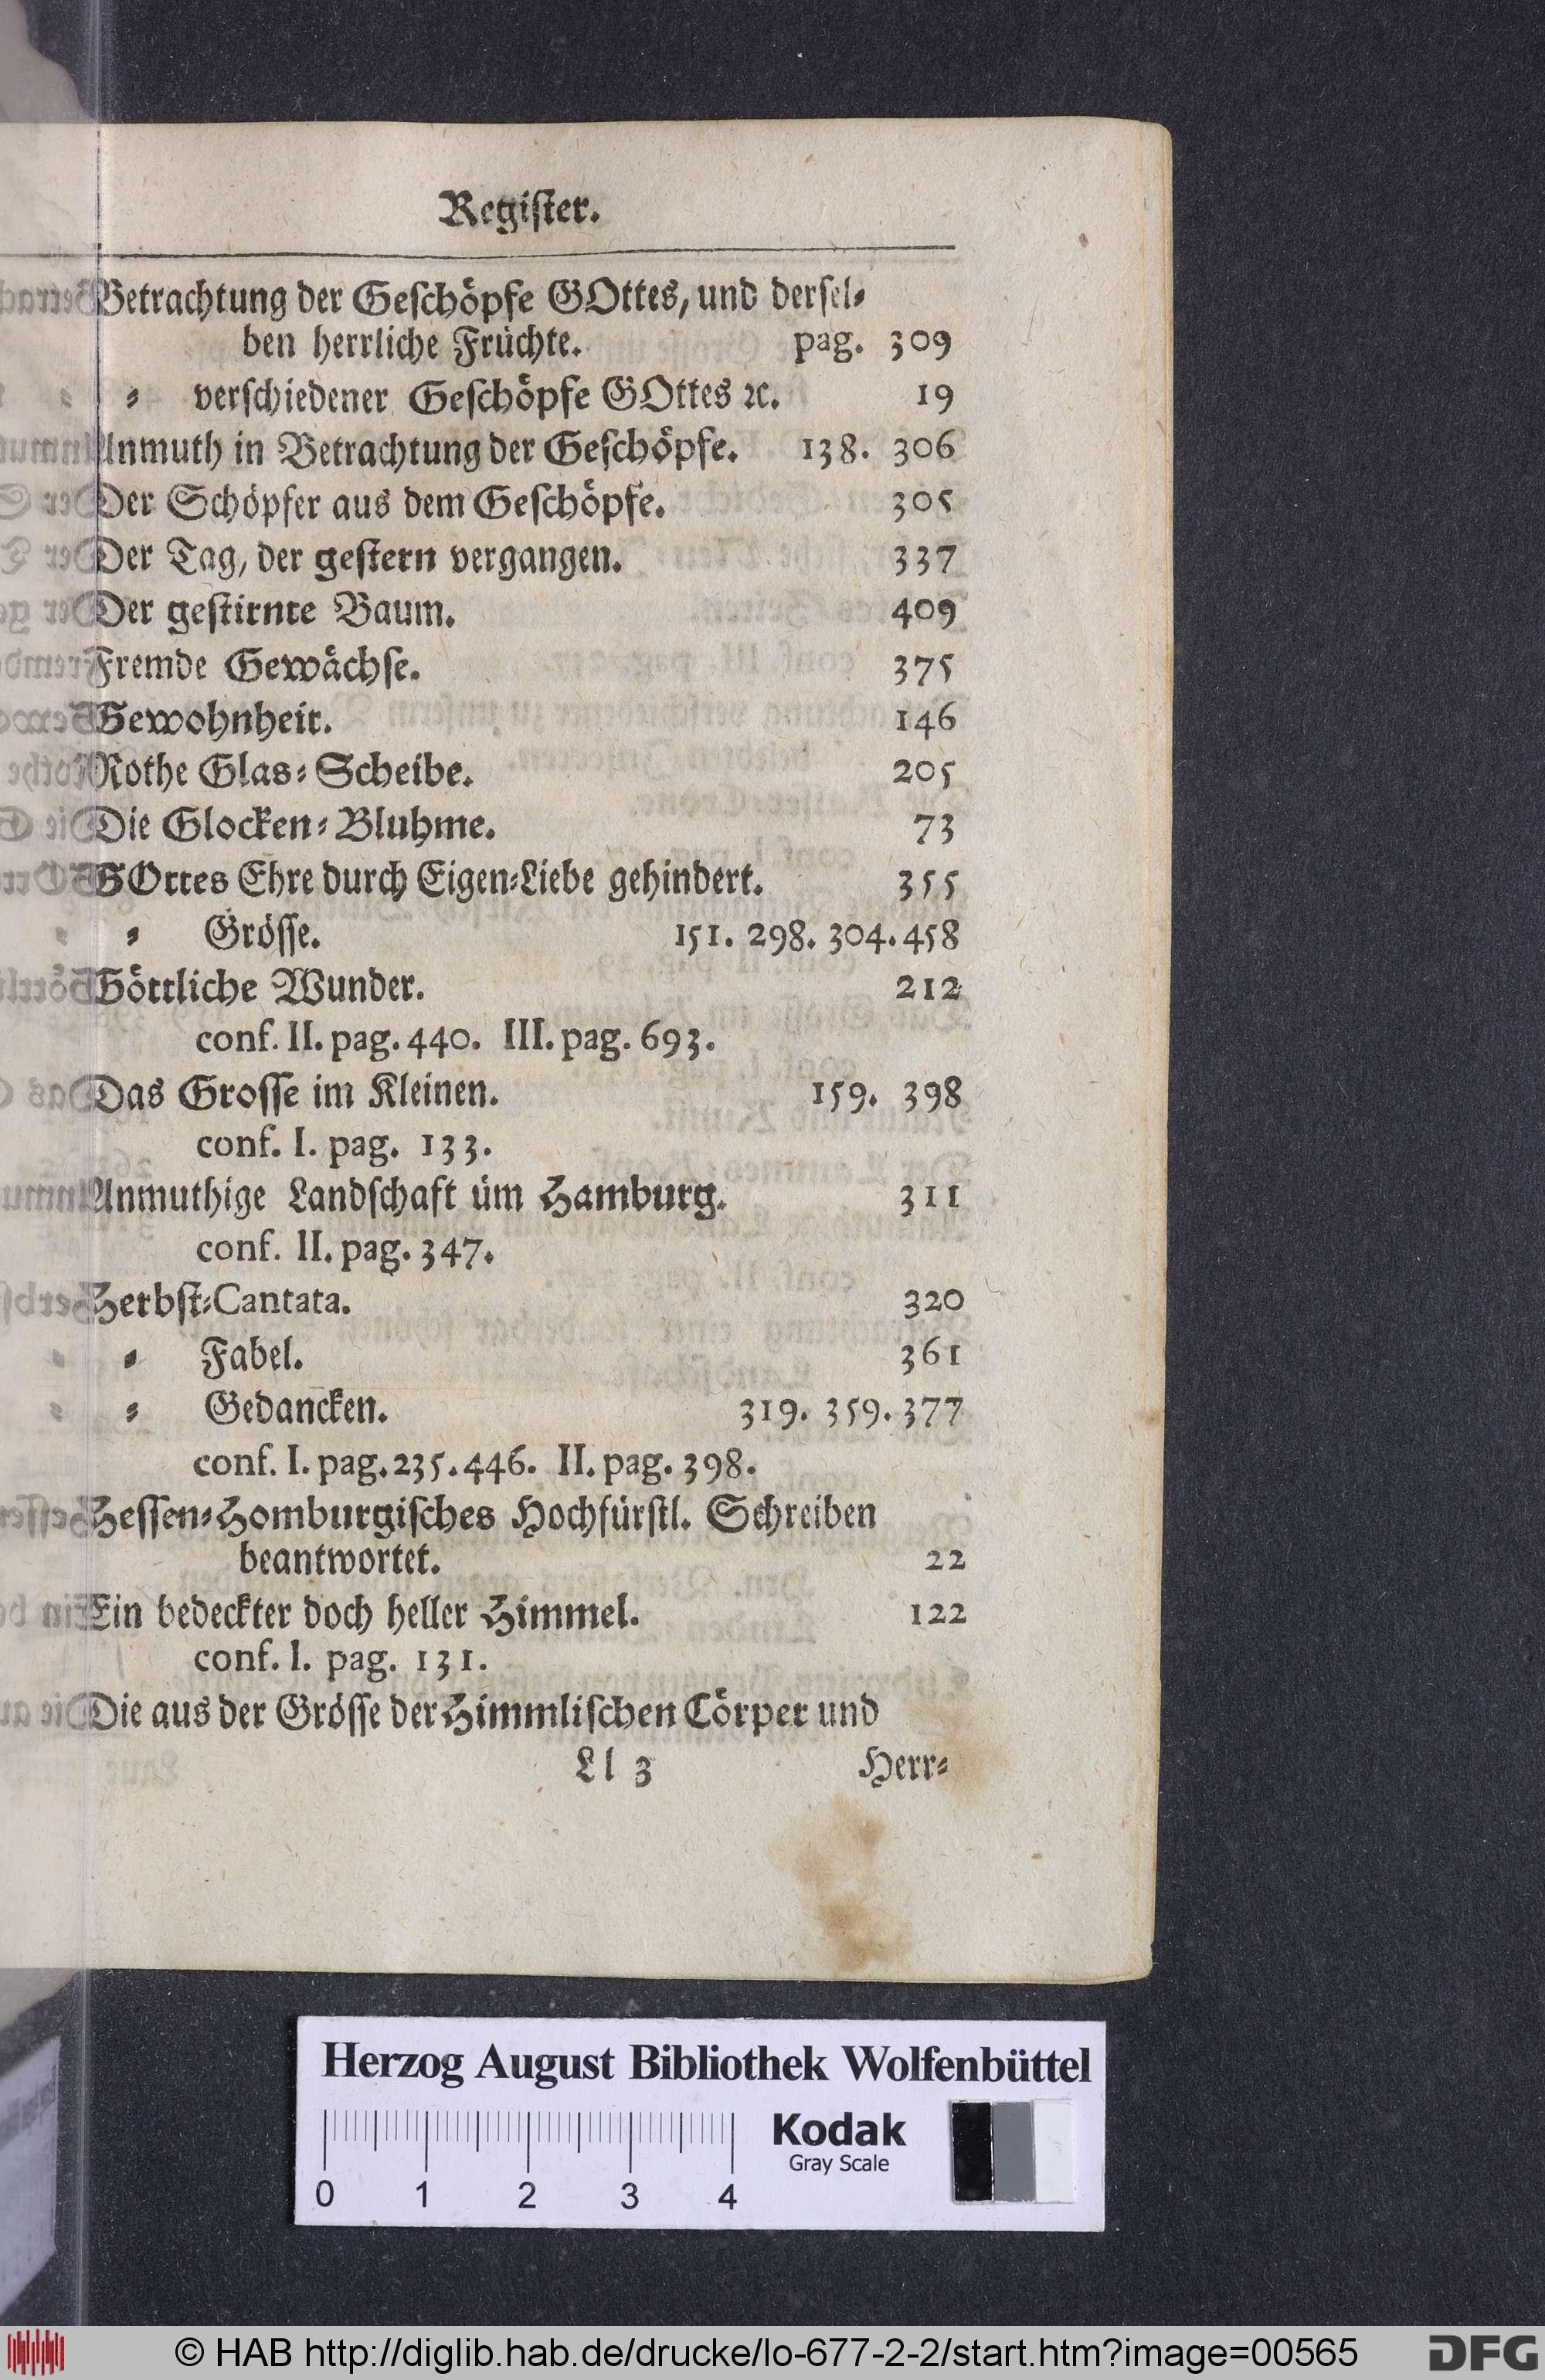 Register.
Betrachtung der Geſchöpfe GOttes, und derſel⸗
ben herrliche Früchte. pag. 309
⸗ verſchiedener Geſchöpfe GOttes ꝛc. 19
Anmuth in Betrachtung der Geſchöpfe. 138. 306
Der Schöpfer aus dem Geſchöpfe. 305
Der Tag, der geſtern vergangen. 337
Der geſtirnte Baum. 409
Fremde Gewächſe. 375
Gewohnheit. 146
Rothe Glas⸗Scheibe. 205
Die Glocken⸗Bluhme. 73
GOttes Ehre durch Eigen⸗Liebe gehindert. 355
⸗ Gröſſe. 151. 298. 304. 458
Göttliche Wunder. 212
conf. II. pag. 440. III. pag. 693.
Das Groſſe im Kleinen. 159. 398
conf. I. pag. 133.
Anmuthige Landſchaft üm Hamburg. 311
conf. II. pag. 347.
Herbſt⸗Cantata. 320
⸗ Fabel. 361
⸗ Gedancken. 319. 359. 377
conf. I. pag. 235. 446. II. pag. 398.
Heſſen⸗Homburgiſches Hochfürſtl. Schreiben
beantwortet. 22
Ein bedeckter doch heller Himmel. 122
conf. I. pag. 131.
Die aus der Gröſſe der Himmliſchen Cörper und
Ll 3 Herr⸗
Herzog August Bibliothek Wolfenbüttel
Kodak
Gray Scale
0 1 2 3 4
© HAB http://diglib.hab.de/drucke/lo-677-2-2/start.htm?image=00565
DFG